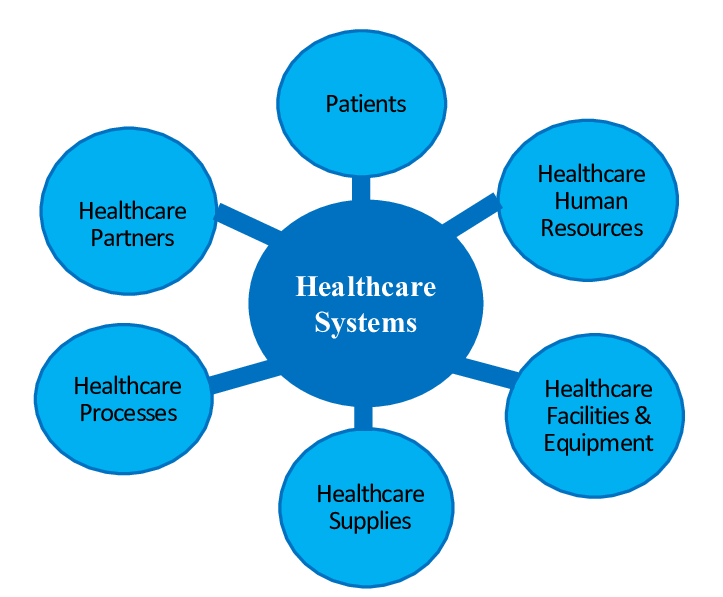 Patients
Healthcare
Human
Resources
Healthcare
Partners
Healthcare
Systems
Healthcare
Processes
Healthcare
Facilities &
Equipment
Healthcare
Supplies